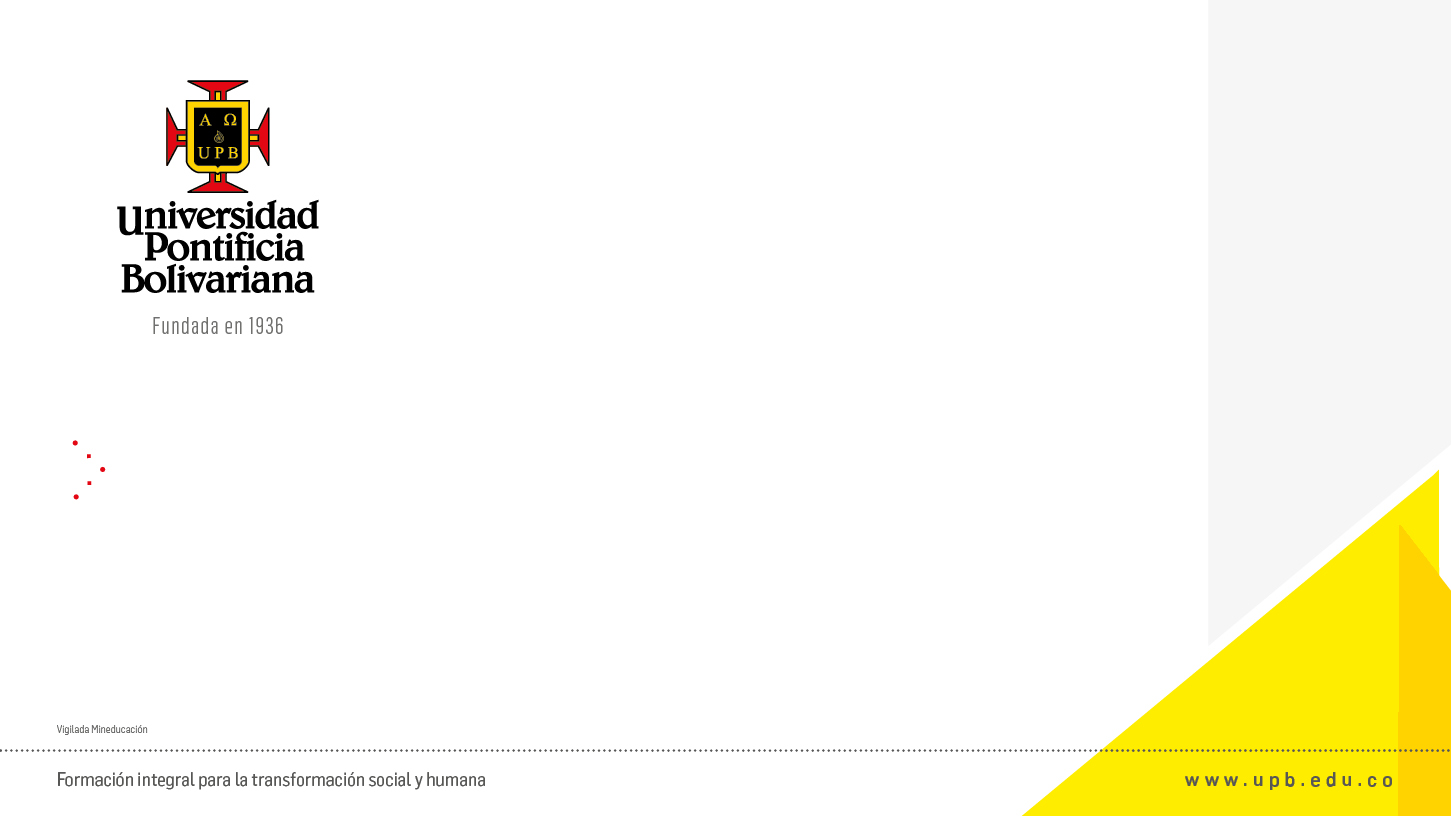 Α Ω
UPB
Universidad
Pontificia
Bolivariana
Fundada en 1936
Vigilada Mineducación
Formación integral para la transformación social y humana
www.upb.edu.co